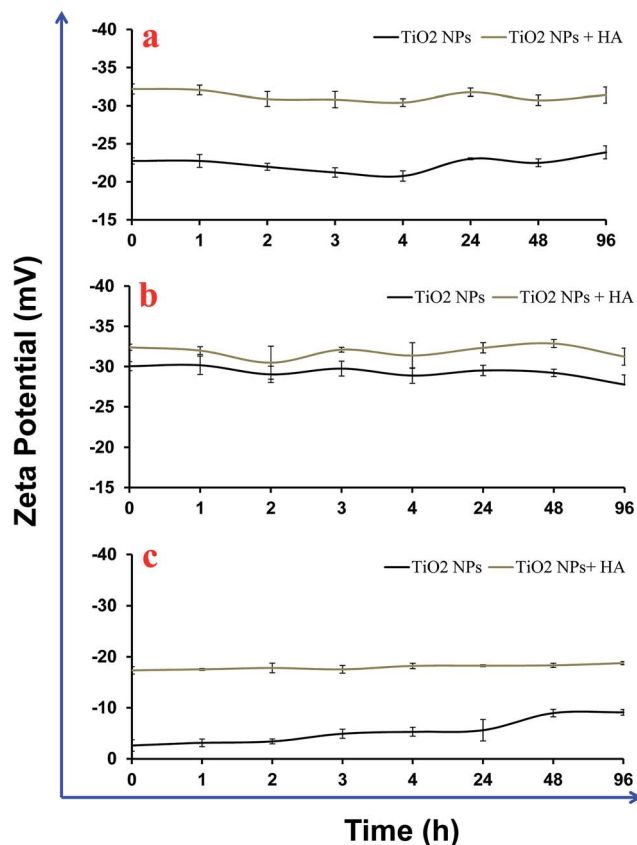 a
TiO2 NPs TiO2 NPs + HA
-40
-35
-30
-25
-20
-15
0 1 2 3 4 24 48 96
b
TiO2 NPs TiO2 NPs + HA
-40
-35
-30
-25
-20
-15
0 1 2 3 4 24 48 96
c
TiO2 NPs TiO2 NPs+ HA
-40
-30
-20
-10
0
0 1 2 3 4 24 48 96
Zeta Potential (mV)
Time (h)